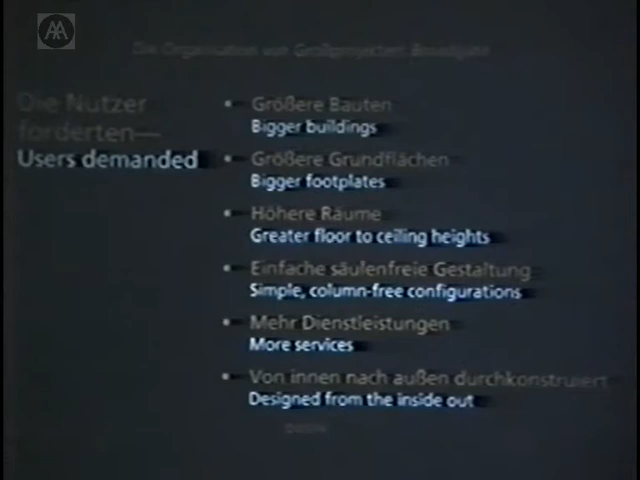 AA
Die Organisation von Großprojekten: Broadgate
Die Nutzer
forderten—
Users demanded
• Größere Bauten
Bigger buildings
• Größere Grundflächen
Bigger footplates
• Höhere Räume
Greater floor to ceiling heights
• Einfache säulenfreie Gestaltung
Simple, column-free configurations
• Mehr Dienstleistungen
More services
• Von innen nach außen durchkonstruiert
Designed from the inside out